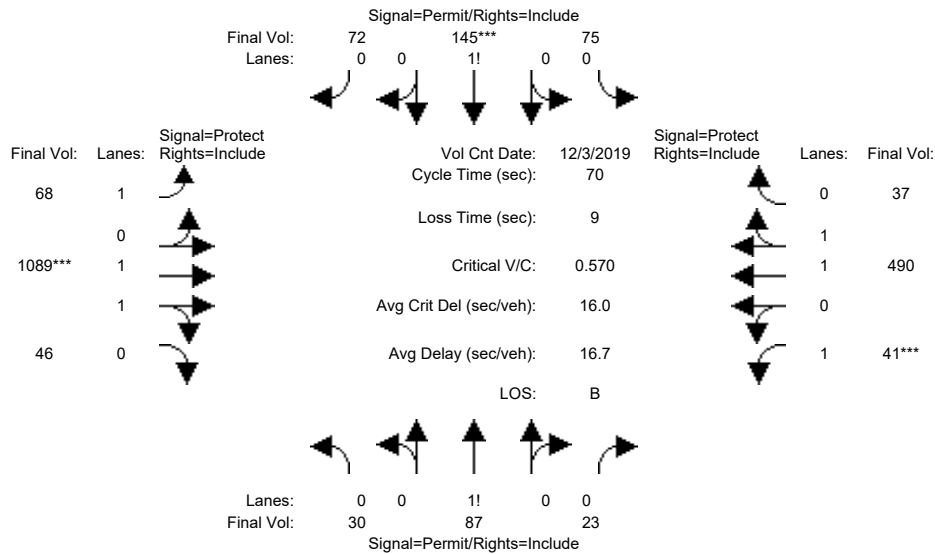 Signal=Permit/Rights=Include
Final Vol: 72 145*** 75
Lanes: 0 0 1! 0 0
Signal=Protect Signal=Protect
Final Vol: Lanes: Rights=Include Vol Cnt Date: 12/3/2019 Rights=Include Lanes: Final Vol:
Cycle Time (sec): 70
68 1 0 37
Loss Time (sec): 9
0 1
1089*** 1 Critical V/C: 0.570 1 490
1 Avg Crit Del (sec/veh): 16.0 0
46 0 Avg Delay (sec/veh): 16.7 1 41***
LOS: B
Lanes: 0 0 1! 0 0
Final Vol: 30 87 23
Signal=Permit/Rights=Include